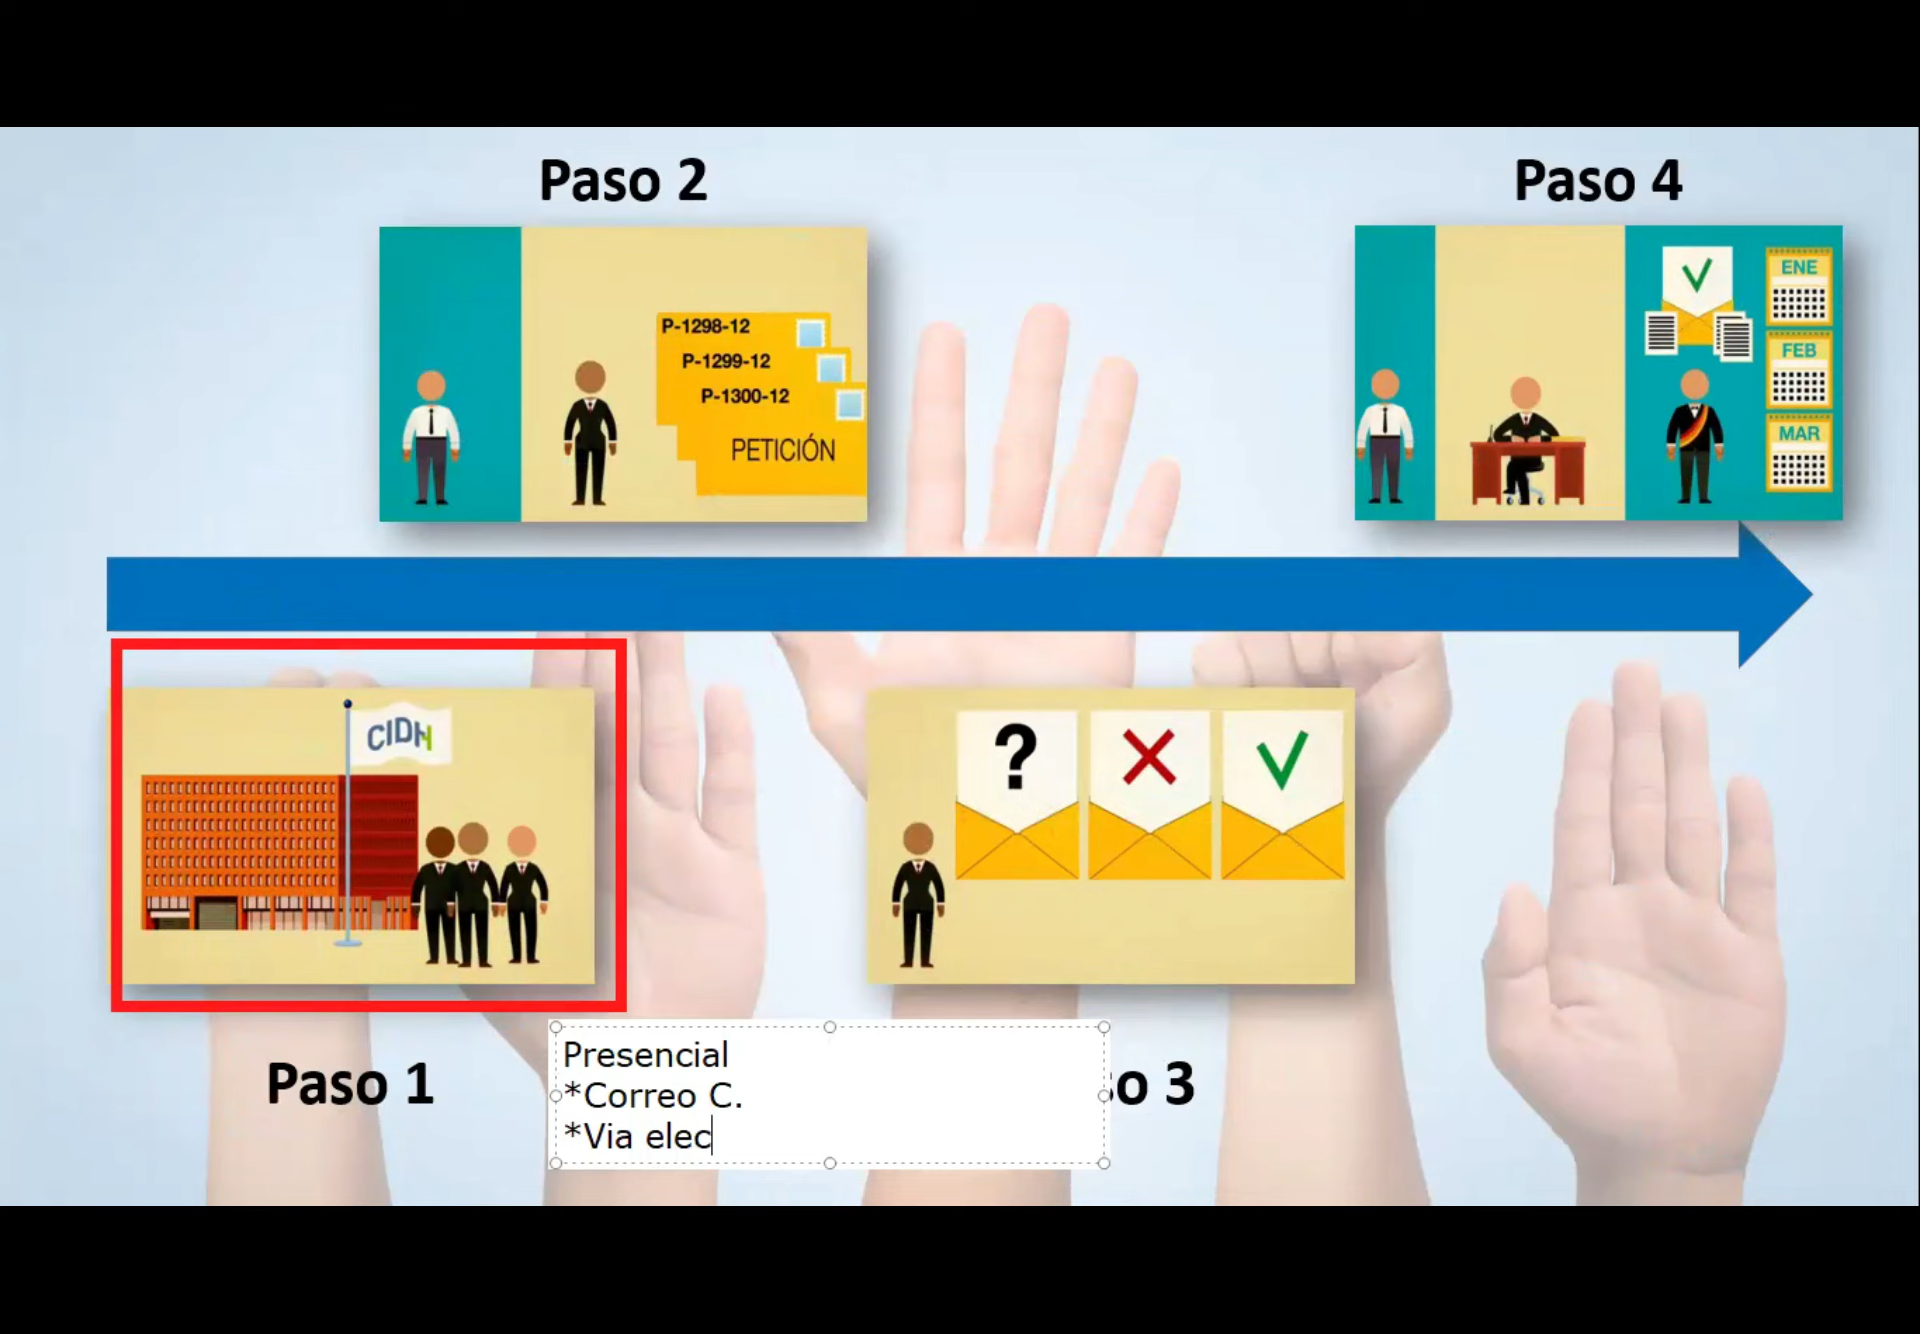 Paso 2
P-1298-12
P-1299-12
P-1300-12
PETICIÓN
Paso 4
ENE
FEB
MAR
CIDH
?
Paso 1
Presencial
*Correo C.
*Via elec
o 3